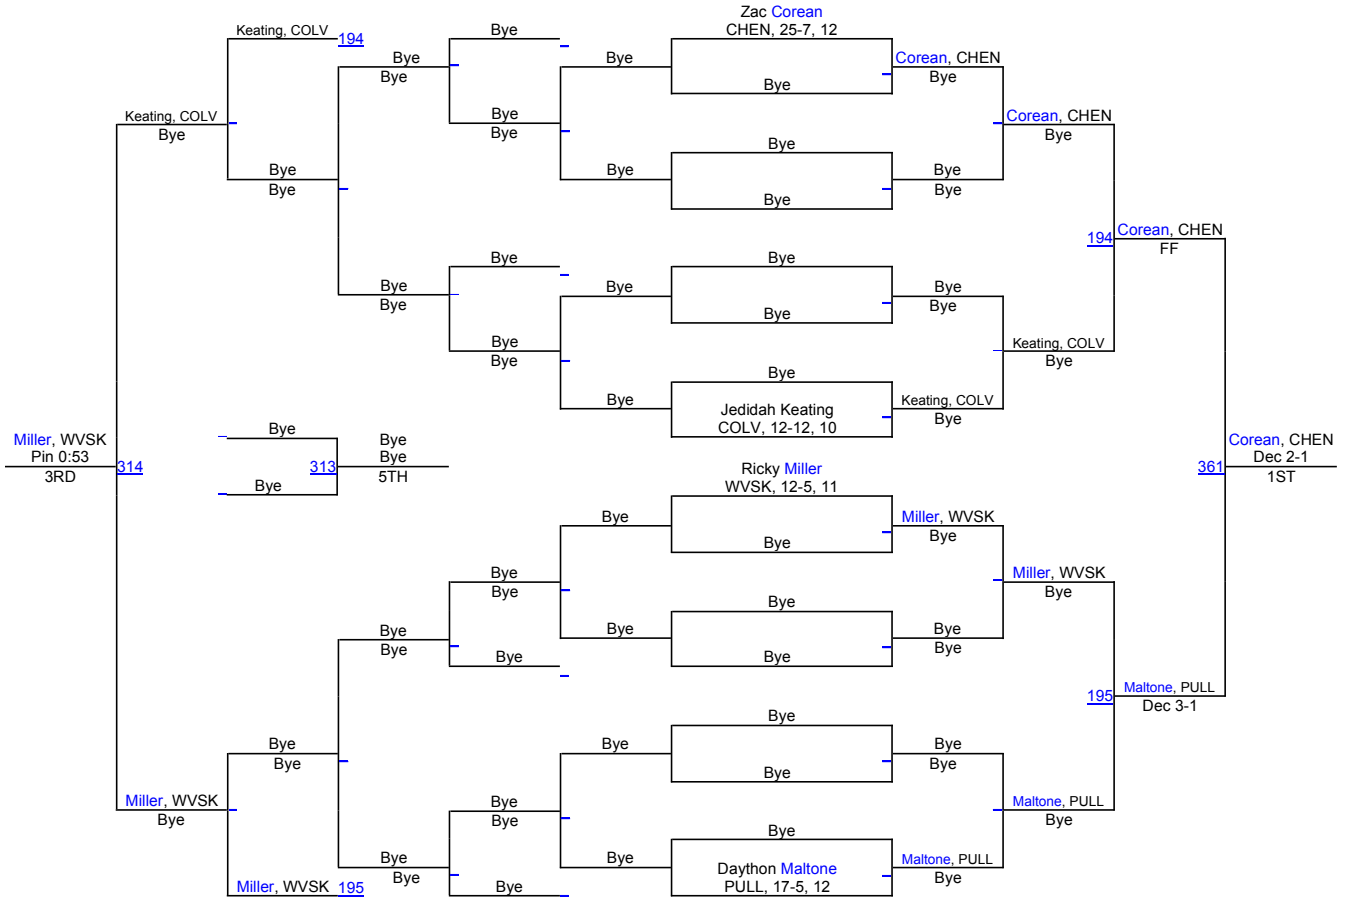 Zac Corean
Keating, COLV 194
Bye
CHEN, 25-7, 12
Bye
Bye
Corean, CHEN
Bye
Bye
Bye
Keating, COLV
Bye
Corean, CHEN
Bye
Bye
Bye
Bye
Bye
Bye
Bye
Bye
Bye
Bye
Bye
194 Corean, CHEN
FF
Bye
Bye
Bye
Bye
Bye
Bye
Bye
Bye
Bye
Keating, COLV
Bye
Bye
Bye
Bye
Bye
Keating, COLV
Jedidah Keating
Bye
COLV, 12-12, 10
Bye
Miller, WVSK
Bye
Corean, CHEN
Pin 0:53
Bye
Dec 2-1
314
313
361
3RD
5TH
1ST
Ricky Miller
Bye
WVSK, 12-5, 11
Bye
Miller, WVSK
Bye
Bye
Bye
Miller, WVSK
Bye
Bye
Bye
Bye
Bye
Bye
Bye
Bye
Bye
Bye
Maltone, PULL
195
Dec 3-1
Bye
Bye
Bye
Bye
Bye
Bye
Bye
Miller, WVSK
Bye
Maltone, PULL
Bye
Bye
Bye
Bye
Bye
Bye
Maltone, PULL
Bye
Daython Maltone
Bye
Miller, WVSK 195
Bye
PULL, 17-5, 12